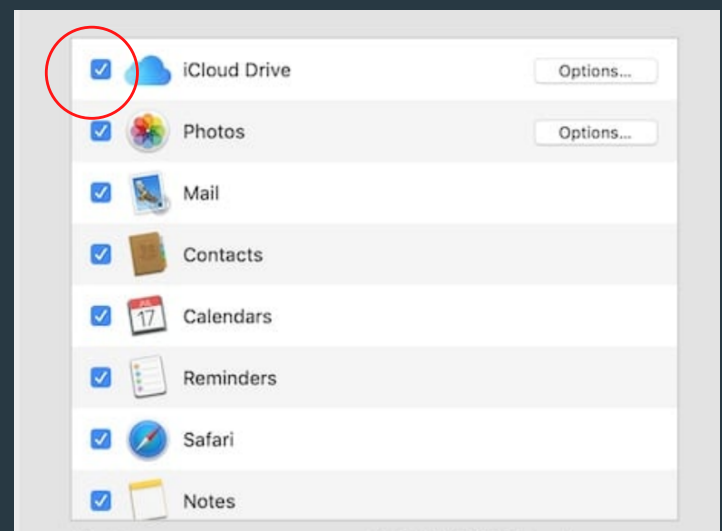 iCloud Drive Options...
Photos Options...
Mail
Contacts
JUL
17 Calendars
Reminders
Safari
Notes